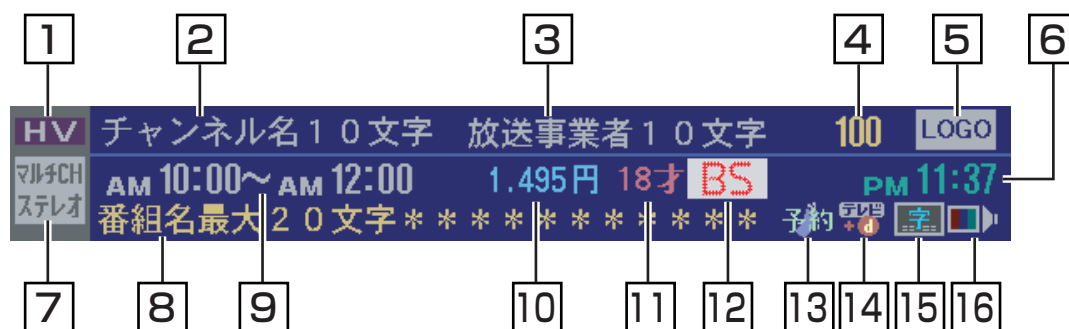 1 2 3 4 5 6
HV チャンネル名10文字 放送事業者10文字 100 LOGO
マルチCH AM 10:00〜 AM 12:00 1.495円 18才 BS PM 11:37
ステレオ 番組名最大20文字*********** 予約 テレビ+d 字
7 8 9 10 11 12 13 14 15 16